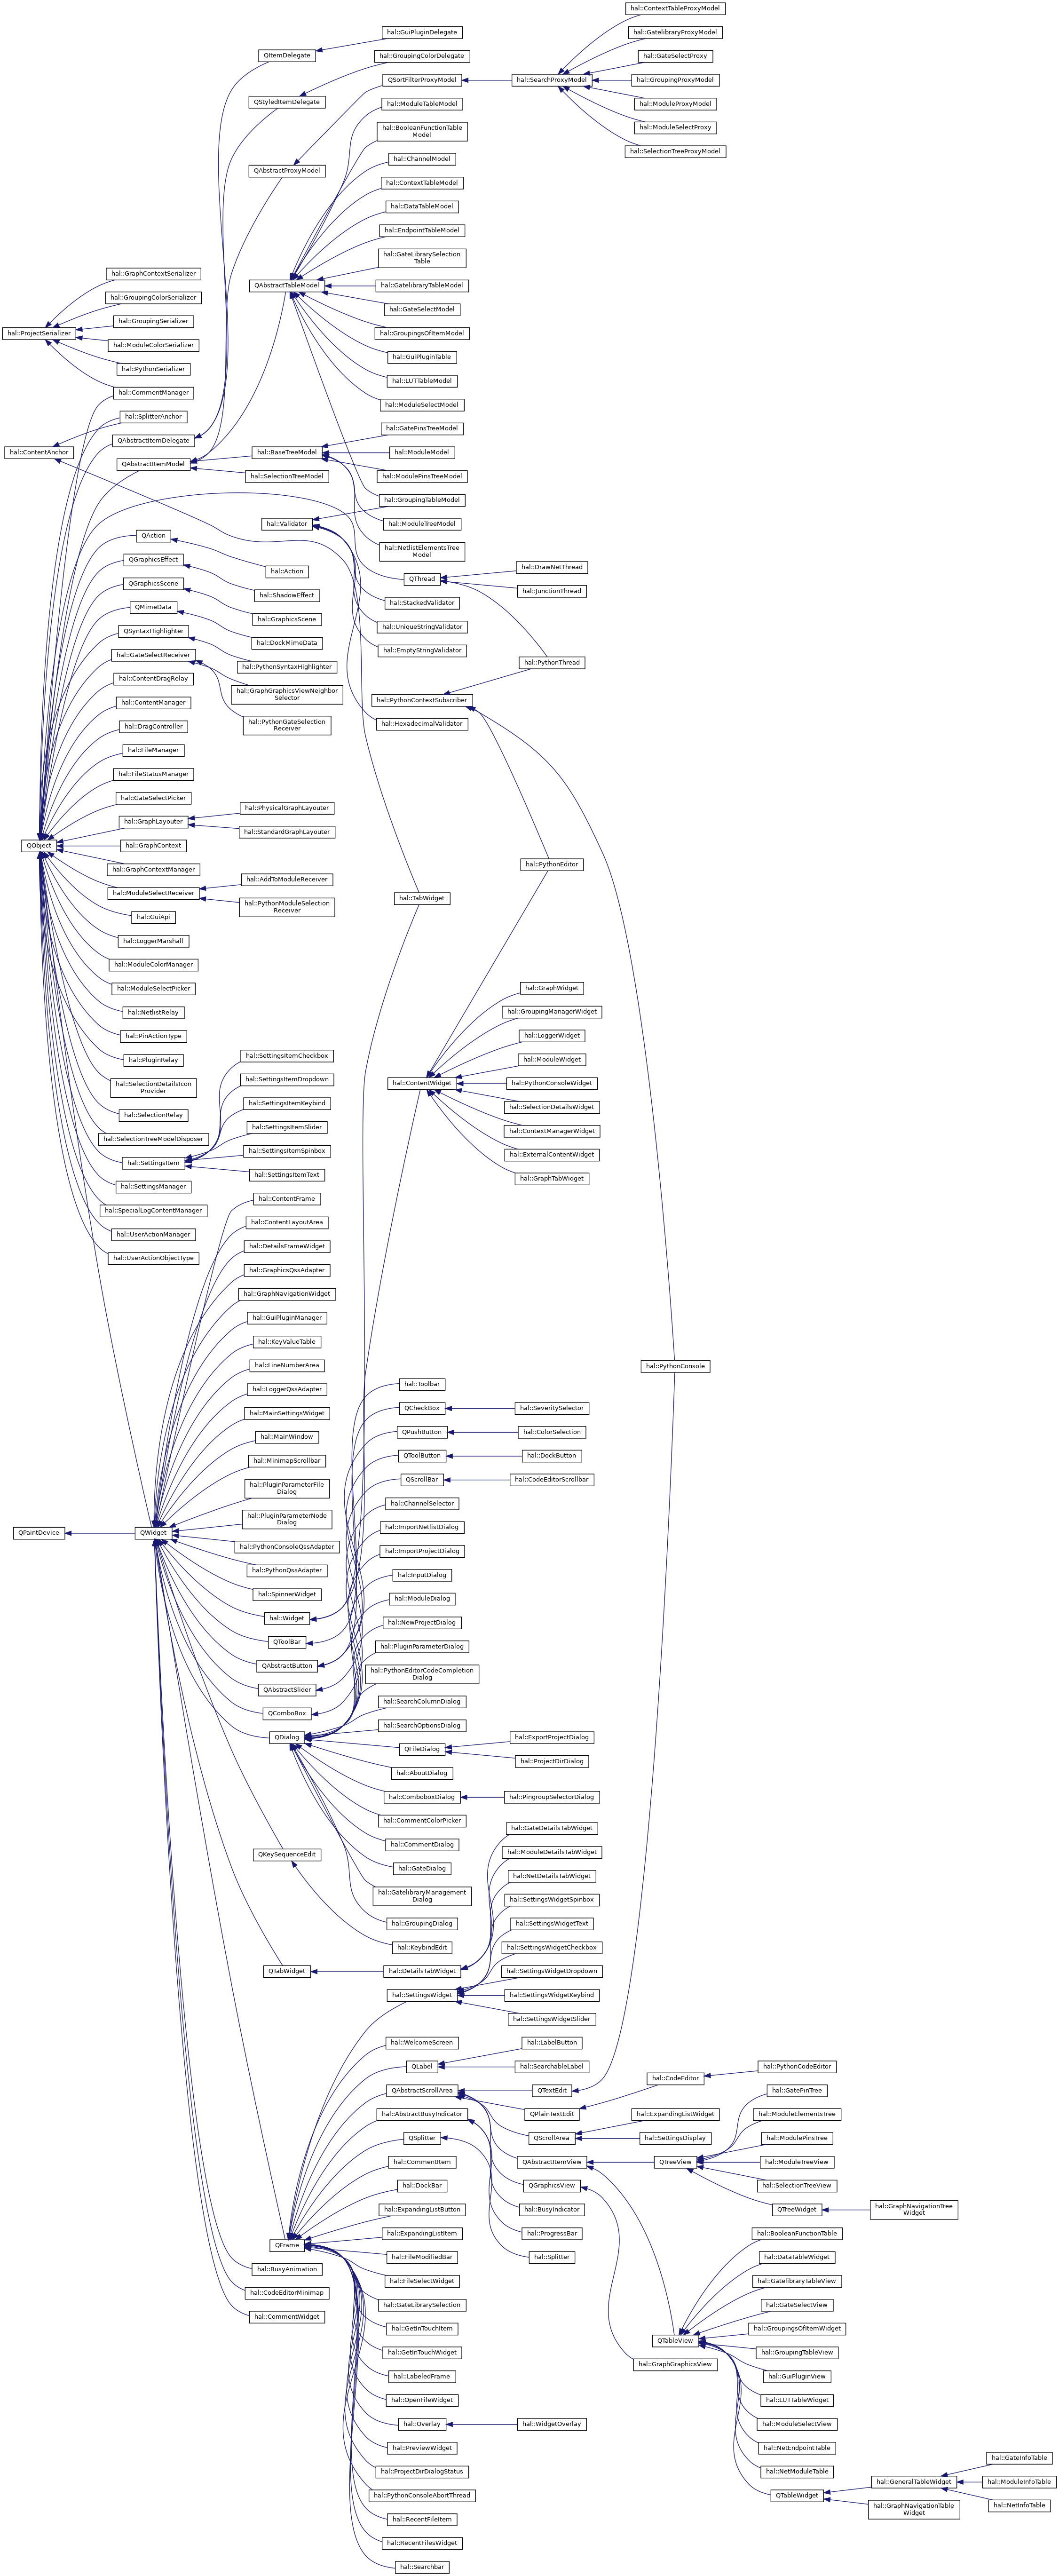 hal::ContextTableProxyModel
hal::GuiPluginDelegate
hal::GatelibraryProxyModel
QItemDelegate
hal::GroupingColorDelegate
hal::GateSelectProxy
QSortFilterProxyModel
hal::SearchProxyModel
hal::GroupingProxyModel
QStyledItemDelegate
hal::ModuleTableModel
hal::ModuleProxyModel
hal::BooleanFunctionTable
Model
hal::ModuleSelectProxy
hal::ChannelModel
hal::SelectionTreeProxyModel
QAbstractProxyModel
hal::ContextTableModel
hal::DataTableModel
hal::EndpointTableModel
hal::GateLibrarySelection
Table
hal::GraphContextSerializer
QAbstractTableModel
hal::GatelibraryTableModel
hal::GroupingColorSerializer
hal::GateSelectModel
hal::GroupingSerializer
hal::ProjectSerializer
hal::GroupingsOfItemModel
hal::ModuleColorSerializer
hal::GuiPluginTable
hal::PythonSerializer
hal::LUTTableModel
hal::CommentManager
hal::ModuleSelectModel
hal::SplitterAnchor
hal::GatePinsTreeModel
QAbstractItemDelegate
hal::ContentAnchor
hal::BaseTreeModel
hal::ModuleModel
QAbstractItemModel
hal::SelectionTreeModel
hal::ModulePinsTreeModel
hal::GroupingTableModel
hal::Validator
hal::ModuleTreeModel
QAction
hal::NetlistElementsTree
Model
QGraphicsEffect
hal::Action
hal::DrawNetThread
QThread
QGraphicsScene
hal::ShadowEffect
hal::JunctionThread
QMimeData
hal::StackedValidator
hal::GraphicsScene
QSyntaxHighlighter
hal::UniqueStringValidator
hal::DockMimeData
hal::GateSelectReceiver
hal::EmptyStringValidator
hal::PythonSyntaxHighlighter
hal::PythonThread
hal::ContentDragRelay
hal::GraphGraphicsViewNeighbor
Selector
hal::ContentManager
hal::PythonContextSubscriber
hal::DragController
hal::PythonGateSelection
Receiver
hal::HexadecimalValidator
hal::FileManager
hal::FileStatusManager
hal::GateSelectPicker
hal::PhysicalGraphLayouter
hal::GraphLayouter
hal::StandardGraphLayouter
QObject
hal::GraphContext
hal::GraphContextManager
hal::PythonEditor
hal::AddToModuleReceiver
hal::ModuleSelectReceiver
hal::TabWidget
hal::PythonModuleSelection
Receiver
hal::GuiApi
hal::LoggerMarshall
hal::ModuleColorManager
hal::ModuleSelectPicker
hal::GraphWidget
hal::NetlistRelay
hal::GroupingManagerWidget
hal::PinActionType
hal::LoggerWidget
hal::PluginRelay
hal::SettingsItemCheckbox
hal::ModuleWidget
hal::SelectionDetailsIcon
Provider
hal::SettingsItemDropdown
hal::ContentWidget
hal::PythonConsoleWidget
hal::SelectionRelay
hal::SettingsItemKeybind
hal::SelectionDetailsWidget
hal::SelectionTreeModelDisposer
hal::SettingsItemSlider
hal::ContextManagerWidget
hal::SettingsItem
hal::SettingsItemSpinbox
hal::ExternalContentWidget
hal::SettingsManager
hal::SettingsItemText
hal::GraphTabWidget
hal::SpecialLogContentManager
hal::ContentFrame
hal::UserActionManager
hal::ContentLayoutArea
hal::UserActionObjectType
hal::DetailsFrameWidget
hal::GraphicsQssAdapter
hal::GraphNavigationWidget
hal::GuiPluginManager
hal::KeyValueTable
hal::LineNumberArea
hal::PythonConsole
hal::LoggerQssAdapter
hal::Toolbar
hal::MainSettingsWidget
QCheckBox
hal::SeveritySelector
hal::MainWindow
QPushButton
hal::ColorSelection
hal::MinimapScrollbar
QToolButton
hal::DockButton
hal::PluginParameterFile
Dialog
QScrollBar
hal::CodeEditorScrollbar
hal::PluginParameterNode
Dialog
hal::ChannelSelector
QPaintDevice
QWidget
hal::ImportNetlistDialog
hal::PythonConsoleQssAdapter
hal::ImportProjectDialog
hal::PythonQssAdapter
hal::InputDialog
hal::SpinnerWidget
hal::ModuleDialog
hal::Widget
hal::NewProjectDialog
QToolBar
hal::PluginParameterDialog
QAbstractButton
hal::PythonEditorCodeCompletion
Dialog
QAbstractSlider
hal::SearchColumnDialog
QComboBox
hal::SearchOptionsDialog
QDialog
hal::ExportProjectDialog
QFileDialog
hal::ProjectDirDialog
hal::AboutDialog
hal::ComboboxDialog
hal::PingroupSelectorDialog
hal::CommentColorPicker
hal::GateDetailsTabWidget
hal::CommentDialog
hal::ModuleDetailsTabWidget
QKeySequenceEdit
hal::GateDialog
hal::NetDetailsTabWidget
hal::GatelibraryManagement
Dialog
hal::SettingsWidgetSpinbox
hal::GroupingDialog
hal::SettingsWidgetText
hal::KeybindEdit
hal::SettingsWidgetCheckbox
QTabWidget
hal::DetailsTabWidget
hal::SettingsWidgetDropdown
hal::SettingsWidget
hal::SettingsWidgetKeybind
hal::SettingsWidgetSlider
hal::WelcomeScreen
hal::LabelButton
QLabel
hal::SearchableLabel
hal::PythonCodeEditor
hal::CodeEditor
QAbstractScrollArea
QTextEdit
hal::GatePinTree
hal::AbstractBusyIndicator
QPlainTextEdit
hal::ExpandingListWidget
hal::ModuleElementsTree
QSplitter
QScrollArea
hal::SettingsDisplay
hal::ModulePinsTree
hal::CommentItem
QAbstractItemView
QTreeView
hal::ModuleTreeView
hal::DockBar
QGraphicsView
hal::SelectionTreeView
hal::ExpandingListButton
hal::BusyIndicator
QTreeWidget
hal::GraphNavigationTree
Widget
hal::ExpandingListItem
hal::ProgressBar
hal::BooleanFunctionTable
QFrame
hal::FileModifiedBar
hal::Splitter
hal::DataTableWidget
hal::BusyAnimation
hal::FileSelectWidget
hal::GatelibraryTableView
hal::CodeEditorMinimap
hal::GateLibrarySelection
hal::GateSelectView
hal::CommentWidget
hal::GetInTouchItem
hal::GroupingsOfItemWidget
QTableView
hal::GetInTouchWidget
hal::GroupingTableView
hal::GraphGraphicsView
hal::LabeledFrame
hal::GuiPluginView
hal::OpenFileWidget
hal::LUTTableWidget
hal::Overlay
hal::WidgetOverlay
hal::ModuleSelectView
hal::PreviewWidget
hal::NetEndpointTable
hal::GateInfoTable
hal::ProjectDirDialogStatus
hal::NetModuleTable
hal::GeneralTableWidget
hal::ModuleInfoTable
hal::PythonConsoleAbortThread
QTableWidget
hal::GraphNavigationTable
Widget
hal::NetInfoTable
hal::RecentFileItem
hal::RecentFilesWidget
hal::Searchbar